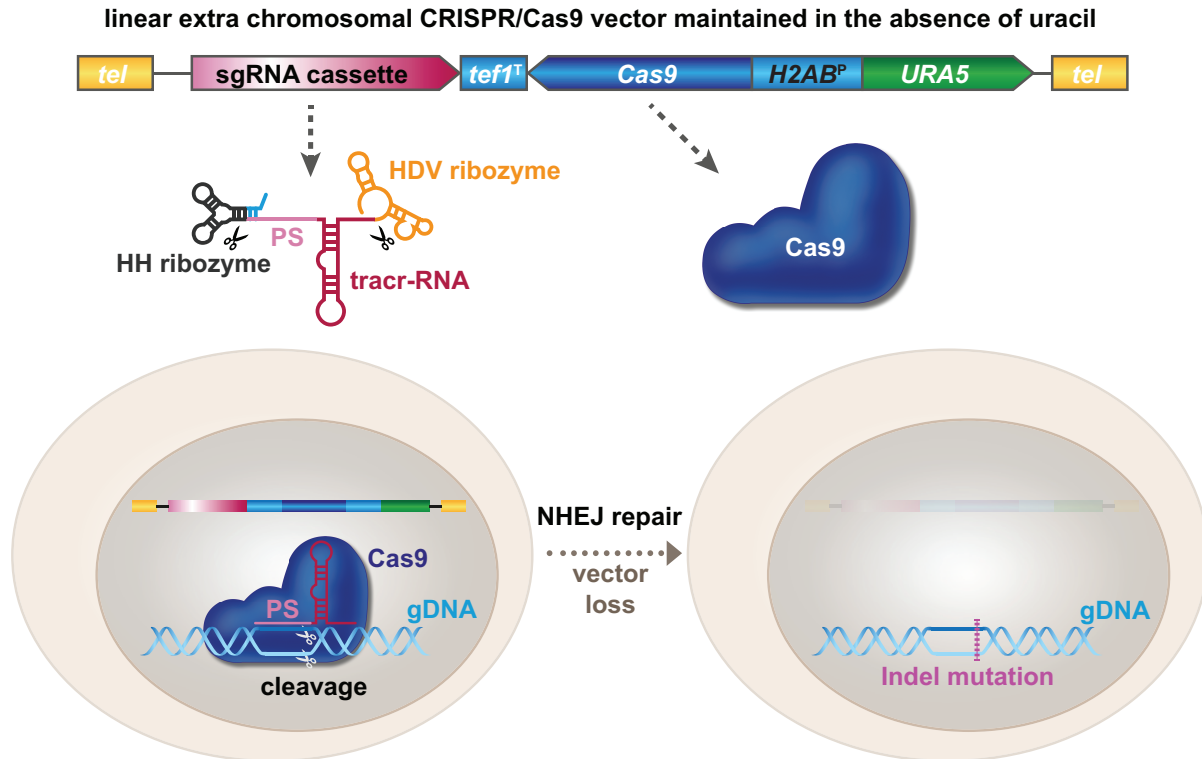 linear extra chromosomal CRISPR/Cas9 vector maintained in the absence of uracil
tel sgRNA cassette tef1ᵀ Cas9 H2ABᴾ URA5 tel
HDV ribozyme
PS
HH ribozyme
tracr-RNA
Cas9
Cas9
PS
gDNA
cleavage
NHEJ repair
vector
loss
gDNA
Indel mutation